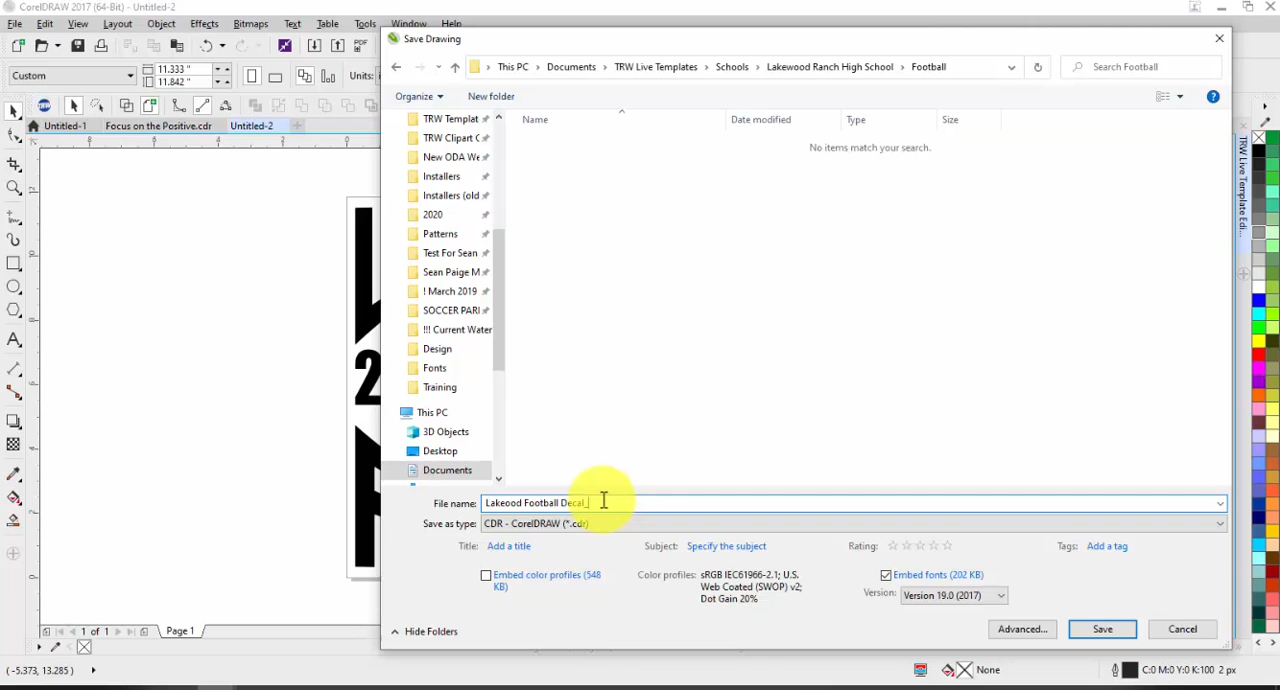 CorelDRAW 2017 (64-Bit) - Untitled-2
File Edit View Layout Object Effects Bitmaps Text Table Tools Window Help
Save Drawing
Custom
11.333 "
11.842 "
Units:
This PC > Documents > TRW Live Templates > Schools > Lakewood Ranch High School > Football
Search Football
Organize
New folder
Untitled-1
Focus on the Positive.cdr
Untitled-2
Name
Date modified
Type
Size
No items match your search.
TRW Templat
TRW Clipart C
New ODA We
Installers
Installers (old
2020
Patterns
Test For Sean
Sean Paige M
! March 2019
SOCCER PARI
!!! Current Water
Design
Fonts
Training
This PC
3D Objects
Desktop
Documents
TRW Live Template Edi...
2
File name: Lakeood Football Decal_
Save as type: CDR - CorelDRAW (*.cdr)
Title: Add a title
Subject: Specify the subject
Rating:
Tags: Add a tag
Embed color profiles (548 KB)
Color profiles: sRGB IEC61966-2.1; U.S. Web Coated (SWOP) v2; Dot Gain 20%
Embed fonts (202 KB)
Version: Version 19.0 (2017)
Hide Folders
Advanced...
Save
Cancel
1 of 1
Page 1
( -5.373, 13.285 )
None
C:0 M:0 Y:0 K:100 2 px